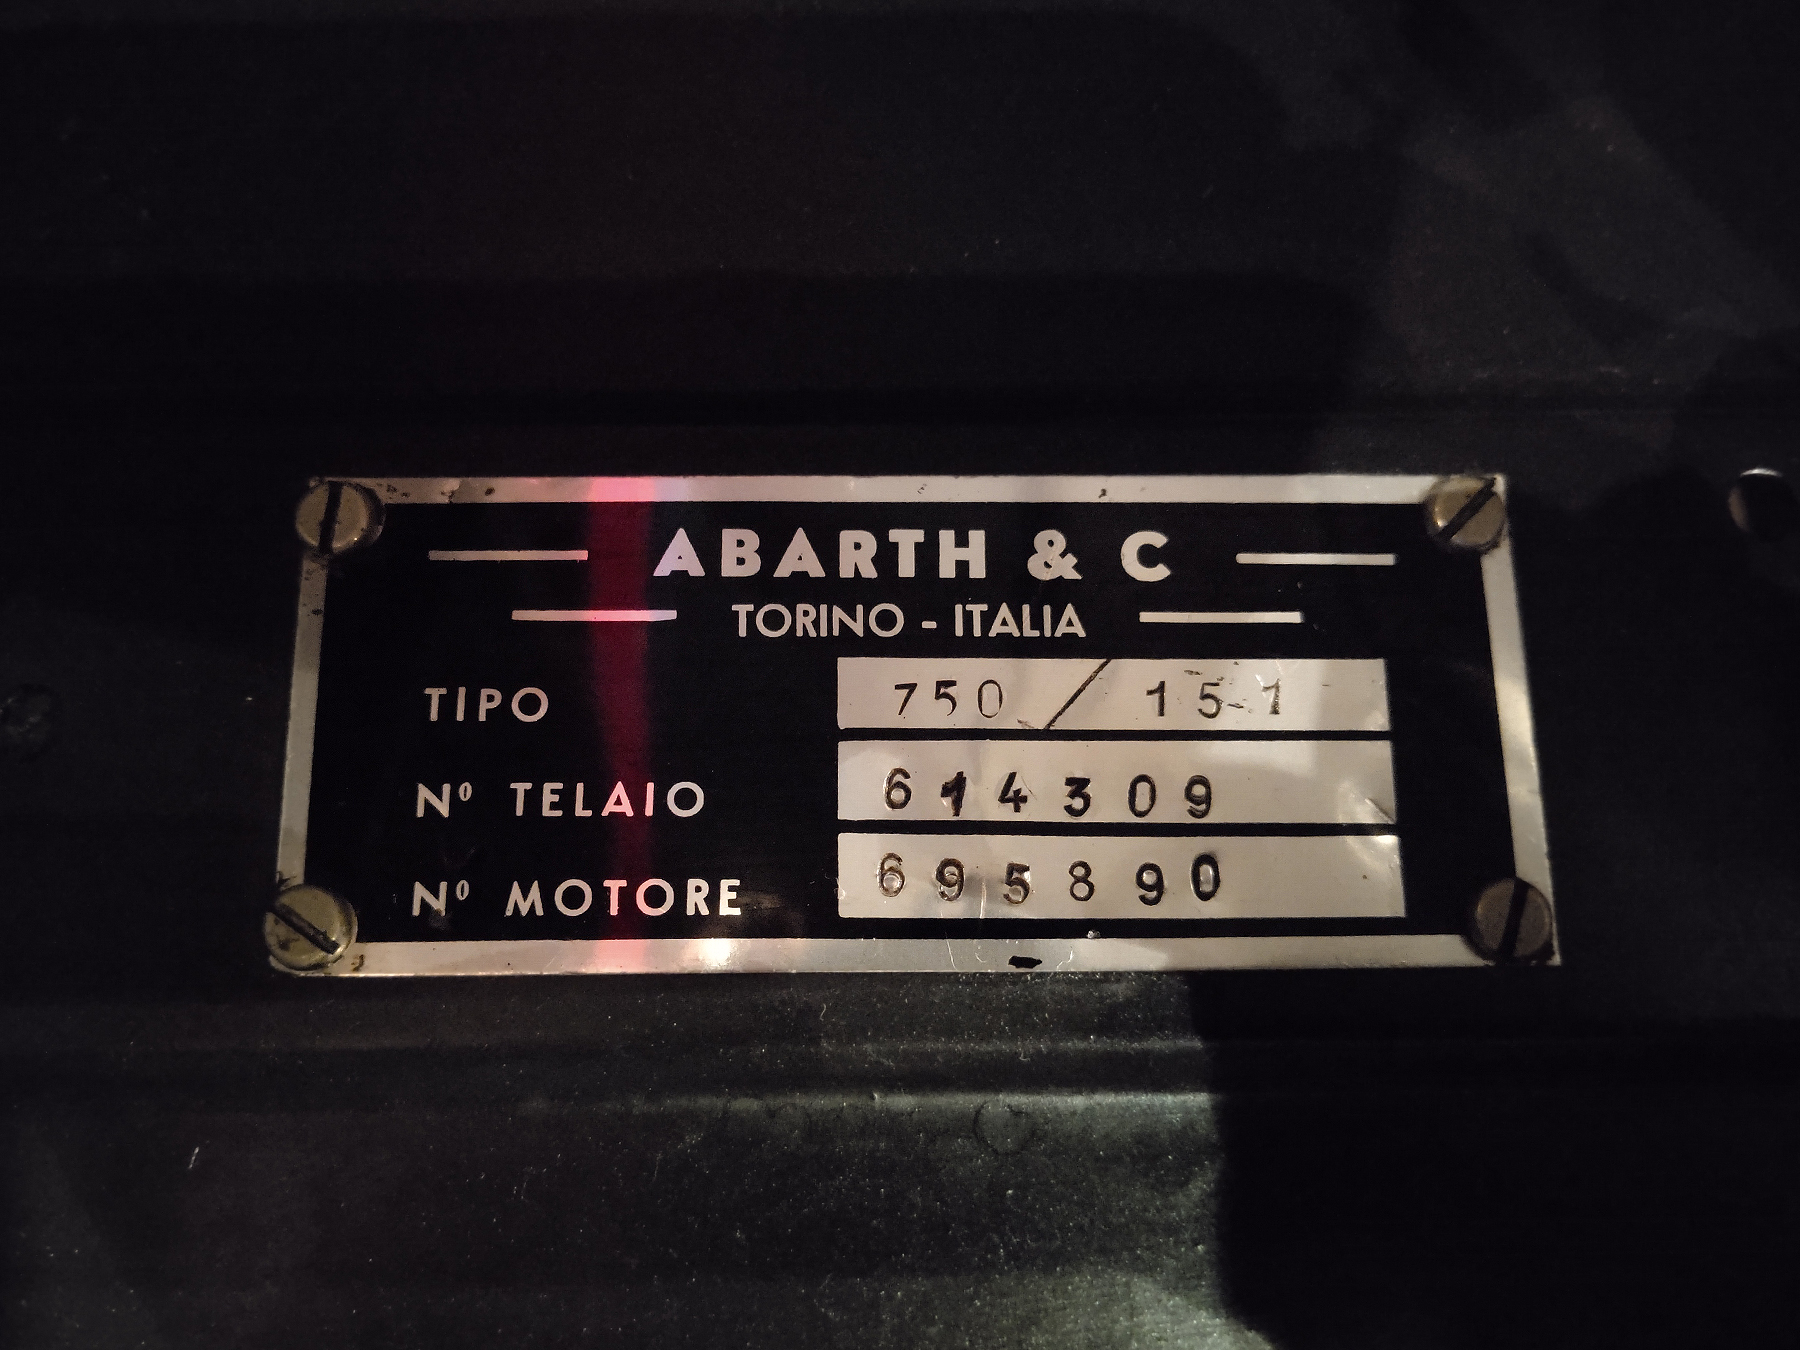 ABARTH & C
TORINO - ITALIA
TIPO 750 / 151
Nº TELAIO 614309
Nº MOTORE 695890